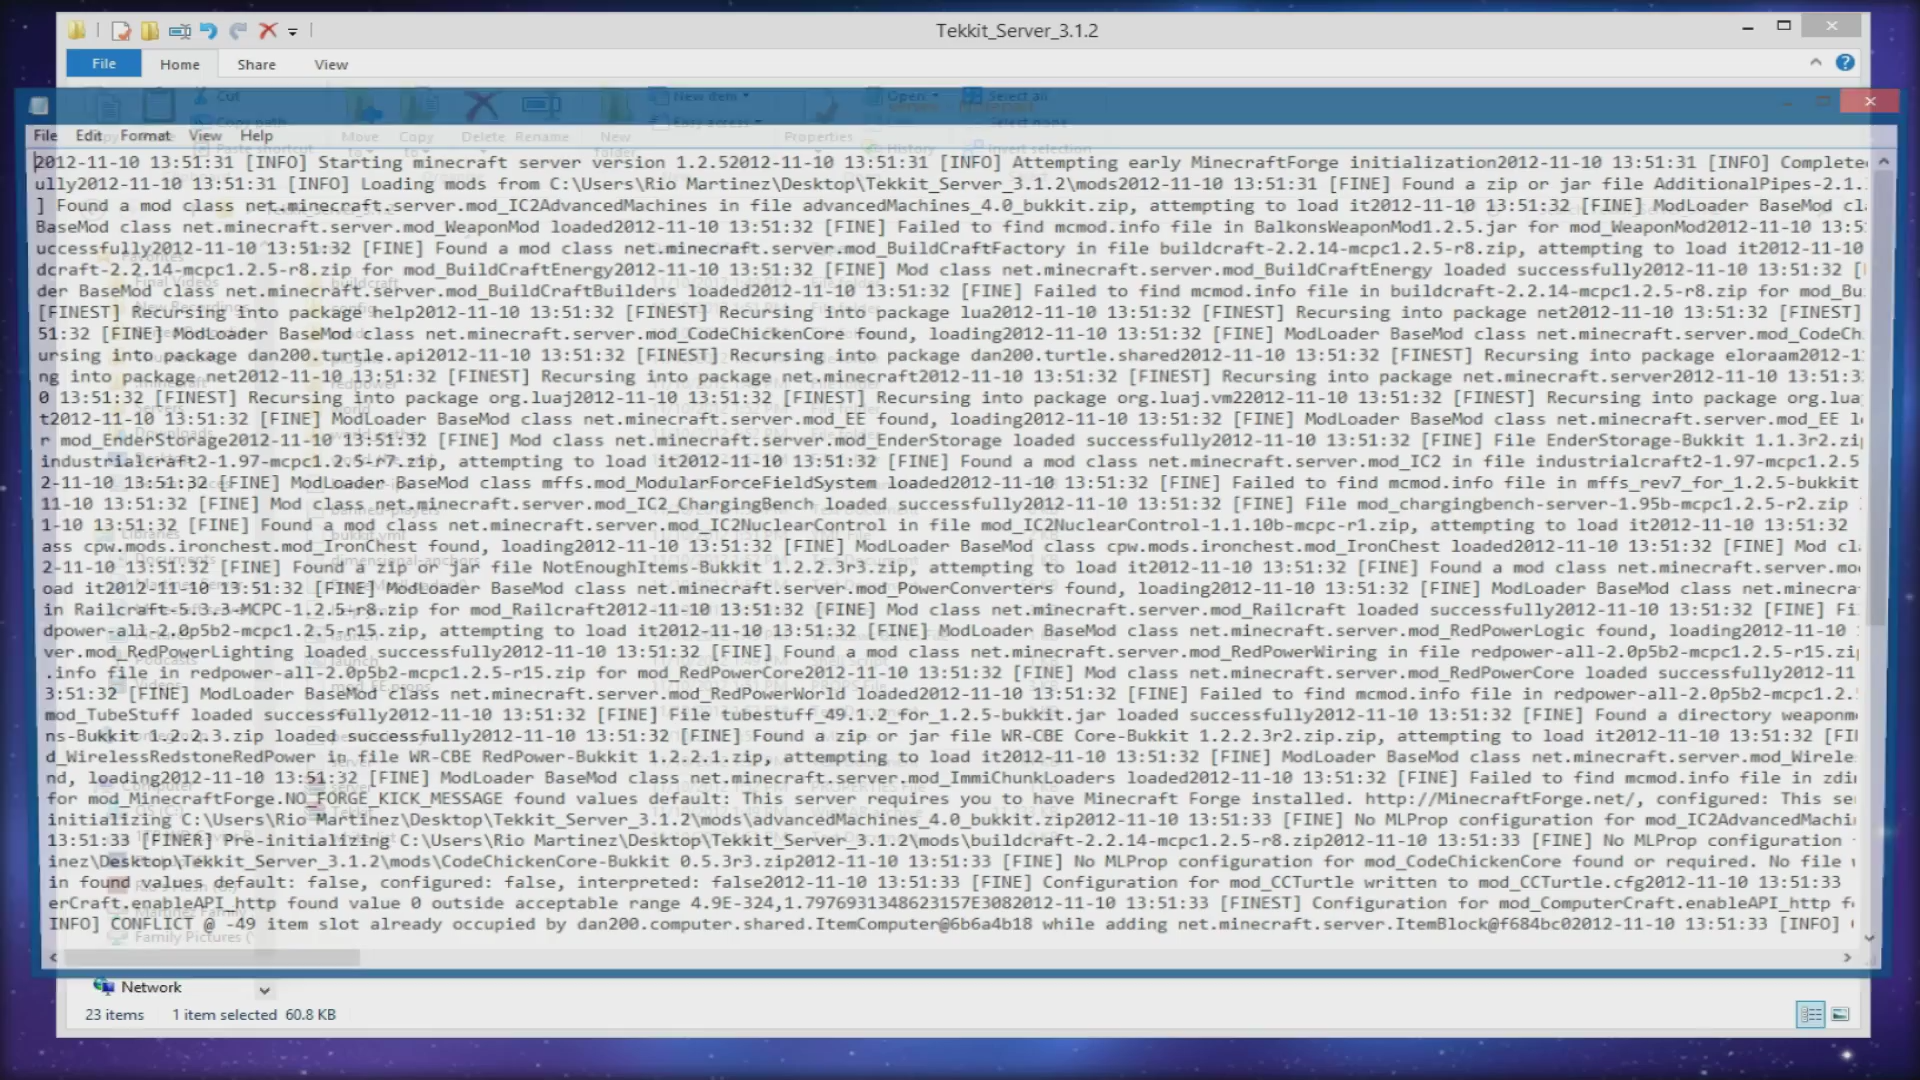 Tekkit_Server_3.1.2
File Home Share View
Cut New item Open Select all
Copy path Easy access Select none
Move Copy Delete Rename New Properties History Invert selection
File Edit Format View Help
2012-11-10 13:51:31 [INFO] Starting minecraft server version 1.2.52012-11-10 13:51:31 [INFO] Attempting early MinecraftForge initialization2012-11-10 13:51:31 [INFO] Complete
ully2012-11-10 13:51:31 [INFO] Loading mods from C:\Users\Rio Martinez\Desktop\Tekkit_Server_3.1.2\mods2012-11-10 13:51:31 [FINE] Found a zip or jar file AdditionalPipes-2.1.
] Found a mod class net.minecraft.server.mod_IC2AdvancedMachines in file advancedMachines_4.0_bukkit.zip, attempting to load it2012-11-10 13:51:31 [FINE] ModLoader BaseMod cl
BaseMod class net.minecraft.server.mod_WeaponMod loaded2012-11-10 13:51:32 [FINE] Failed to find mcmod.info file in BalkonsWeaponMod1.2.5.jar for mod_WeaponMod2012-11-10 13:5
uccessfully2012-11-10 13:51:32 [FINE] Found a mod class net.minecraft.server.mod_BuildCraftFactory in file buildcraft-2.2.14-mcpc1.2.5-r8.zip, attempting to load it2012-11-10
dcraft-2.2.14-mcpc1.2.5-r8.zip for mod_BuildCraftEnergy2012-11-10 13:51:32 [FINE] Mod class net.minecraft.server.mod_BuildCraftEnergy loaded successfully2012-11-10 13:51:32 [
der BaseMod class net.minecraft.server.mod_BuildCraftBuilders loaded2012-11-10 13:51:32 [FINE] Failed to find mcmod.info file in buildcraft-2.2.14-mcpc1.2.5-r8.zip for mod_Bu
[FINEST] Recursing into package help2012-11-10 13:51:32 [FINEST] Recursing into package lua2012-11-10 13:51:32 [FINEST] Recursing into package net2012-11-10 13:51:32 [FINEST]
51:32 [FINE] ModLoader BaseMod class net.minecraft.server.mod_CodeChickenCore found, loading2012-11-10 13:51:32 [FINE] ModLoader BaseMod class net.minecraft.server.mod_CodeCh
ursing into package dan200.turtle.api2012-11-10 13:51:32 [FINEST] Recursing into package dan200.turtle.shared2012-11-10 13:51:32 [FINEST] Recursing into package eloraam2012-1
ng into package net2012-11-10 13:51:32 [FINEST] Recursing into package net.minecraft2012-11-10 13:51:32 [FINEST] Recursing into package net.minecraft.server2012-11-10 13:51:3
0 13:51:32 [FINEST] Recursing into package org.luaj2012-11-10 13:51:32 [FINEST] Recursing into package org.luaj.vm22012-11-10 13:51:32 [FINEST] Recursing into package org.lua
t2012-11-10 13:51:32 [FINE] ModLoader BaseMod class net.minecraft.server.mod_EE found, loading2012-11-10 13:51:32 [FINE] ModLoader BaseMod class net.minecraft.server.mod_EE l
r mod_EnderStorage2012-11-10 13:51:32 [FINE] Mod class net.minecraft.server.mod_EnderStorage loaded successfully2012-11-10 13:51:32 [FINE] File EnderStorage-Bukkit 1.1.3r2.zi
industrialcraft2-1.97-mcpc1.2.5-r7.zip, attempting to load it2012-11-10 13:51:32 [FINE] Found a mod class net.minecraft.server.mod_IC2 in file industrialcraft2-1.97-mcpc1.2.5
2-11-10 13:51:32 [FINE] ModLoader BaseMod class mffs.mod_ModularForceFieldSystem loaded2012-11-10 13:51:32 [FINE] Failed to find mcmod.info file in mffs_rev7_for_1.2.5-bukkit
11-10 13:51:32 [FINE] Mod class net.minecraft.server.mod_IC2_ChargingBench loaded successfully2012-11-10 13:51:32 [FINE] File mod_chargingbench-server-1.95b-mcpc1.2.5-r2.zip
1-10 13:51:32 [FINE] Found a mod class net.minecraft.server.mod_IC2NuclearControl in file mod_IC2NuclearControl-1.1.10b-mcpc-r1.zip, attempting to load it2012-11-10 13:51:32
ass cpw.mods.ironchest.mod_IronChest found, loading2012-11-10 13:51:32 [FINE] ModLoader BaseMod class cpw.mods.ironchest.mod_IronChest loaded2012-11-10 13:51:32 [FINE] Mod cl
2-11-10 13:51:32 [FINE] Found a zip or jar file NotEnoughItems-Bukkit 1.2.2.3r3.zip, attempting to load it2012-11-10 13:51:32 [FINE] Found a mod class net.minecraft.server.mo
oad it2012-11-10 13:51:32 [FINE] ModLoader BaseMod class net.minecraft.server.mod_PowerConverters found, loading2012-11-10 13:51:32 [FINE] ModLoader BaseMod class net.minecra
in Railcraft-5.3.3-MCPC-1.2.5-r8.zip for mod_Railcraft2012-11-10 13:51:32 [FINE] Mod class net.minecraft.server.mod_Railcraft loaded successfully2012-11-10 13:51:32 [FINE] Fi
dpower-all-2.0p5b2-mcpc1.2.5-r15.zip, attempting to load it2012-11-10 13:51:32 [FINE] ModLoader BaseMod class net.minecraft.server.mod_RedPowerLogic found, loading2012-11-10
ver.mod_RedPowerLighting loaded successfully2012-11-10 13:51:32 [FINE] Found a mod class net.minecraft.server.mod_RedPowerWiring in file redpower-all-2.0p5b2-mcpc1.2.5-r15.zi
.info file in redpower-all-2.0p5b2-mcpc1.2.5-r15.zip for mod_RedPowerCore2012-11-10 13:51:32 [FINE] Mod class net.minecraft.server.mod_RedPowerCore loaded successfully2012-11
3:51:32 [FINE] ModLoader BaseMod class net.minecraft.server.mod_RedPowerWorld loaded2012-11-10 13:51:32 [FINE] Failed to find mcmod.info file in redpower-all-2.0p5b2-mcpc1.2.
mod_TubeStuff loaded successfully2012-11-10 13:51:32 [FINE] File tubestuff_49.1.2_for_1.2.5-bukkit.jar loaded successfully2012-11-10 13:51:32 [FINE] Found a directory weaponm
ns-Bukkit 1.2.2.3.zip loaded successfully2012-11-10 13:51:32 [FINE] Found a zip or jar file WR-CBE Core-Bukkit 1.2.2.3r2.zip.zip, attempting to load it2012-11-10 13:51:32 [FI
d_WirelessRedstoneRedPower in file WR-CBE RedPower-Bukkit 1.2.2.1.zip, attempting to load it2012-11-10 13:51:32 [FINE] ModLoader BaseMod class net.minecraft.server.mod_Wirele
nd, loading2012-11-10 13:51:32 [FINE] ModLoader BaseMod class net.minecraft.server.mod_ImmiChunkLoaders loaded2012-11-10 13:51:32 [FINE] Failed to find mcmod.info file in zdi
for mod_MinecraftForge.NO_FORGE_KICK_MESSAGE found values default: This server requires you to have Minecraft Forge installed. http://MinecraftForge.net/, configured: This se
initializing C:\Users\Rio Martinez\Desktop\Tekkit_Server_3.1.2\mods\advancedMachines_4.0_bukkit.zip2012-11-10 13:51:33 [FINE] No MLProp configuration for mod_IC2AdvancedMachi
13:51:33 [FINER] Pre-initializing C:\Users\Rio Martinez\Desktop\Tekkit_Server_3.1.2\mods\buildcraft-2.2.14-mcpc1.2.5-r8.zip2012-11-10 13:51:33 [FINE] No MLProp configuration
inez\Desktop\Tekkit_Server_3.1.2\mods\CodeChickenCore-Bukkit 0.5.3r3.zip2012-11-10 13:51:33 [FINE] No MLProp configuration for mod_CodeChickenCore found or required. No file
in found values default: false, configured: false, interpreted: false2012-11-10 13:51:33 [FINE] Configuration for mod_CCTurtle written to mod_CCTurtle.cfg2012-11-10 13:51:33
erCraft.enableAPI_http found value 0 outside acceptable range 4.9E-324,1.7976931348623157E3082012-11-10 13:51:33 [FINEST] Configuration for mod_ComputerCraft.enableAPI_http f
INFO] CONFLICT @ -49 item slot already occupied by dan200.computer.shared.ItemComputer@6b6a4b18 while adding net.minecraft.server.ItemBlock@f684bc02012-11-10 13:51:33 [INFO]
Family Pictures
Network
23 items 1 item selected 60.8 KB